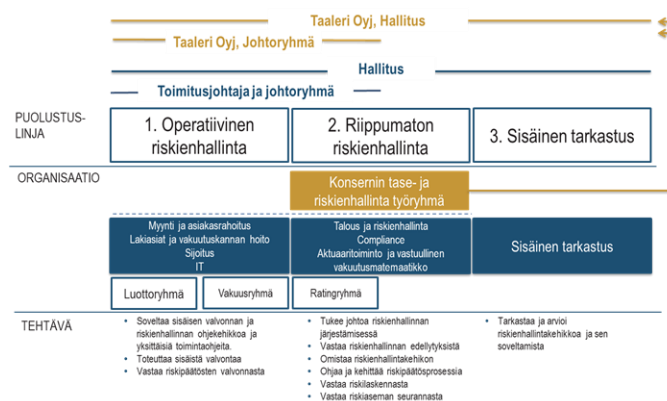 Taaleri Oyj, Hallitus
Taaleri Oyj, Johtoryhmä
Hallitus
Toimitusjohtaja ja johtoryhmä
PUOLUSTUS-
LINJA
1. Operatiivinen
riskienhallinta
2. Riippumaton
riskienhallinta
3. Sisäinen tarkastus
ORGANISAATIO
Konsernin tase- ja
riskienhallinta työryhmä
Myynti ja asiakasrahoitus
Lakiasiat ja vakuutuskannan hoito
Sijoitus
IT
Talous ja riskienhallinta
Compliance
Aktuaaritoiminto ja vastuullinen
vakuutusmatemaatikko
Sisäinen tarkastus
Luottoryhmä
Vakuusryhmä
Ratingryhmä
TEHTÄVÄ
• Soveltaa sisäisen valvonnan ja
riskienhallinnan ohjekehikkoa ja
yksittäisiä toimintaohjeita.
• Toteuttaa sisäistä valvontaa
• Vastaa riskipäätösten valvonnasta
• Tukee johtoa riskienhallinnan
järjestämisessä
• Vastaa riskienhallinnan edellytyksistä
• Omistaa riskienhallintakehikon
• Ohjaa ja kehittää riskipäätösprosessia
• Vastaa riskilaskennasta
• Vastaa riskiaseman seurannasta
• Tarkastaa ja arvioi
riskienhallintakehikkoa ja sen
soveltamista